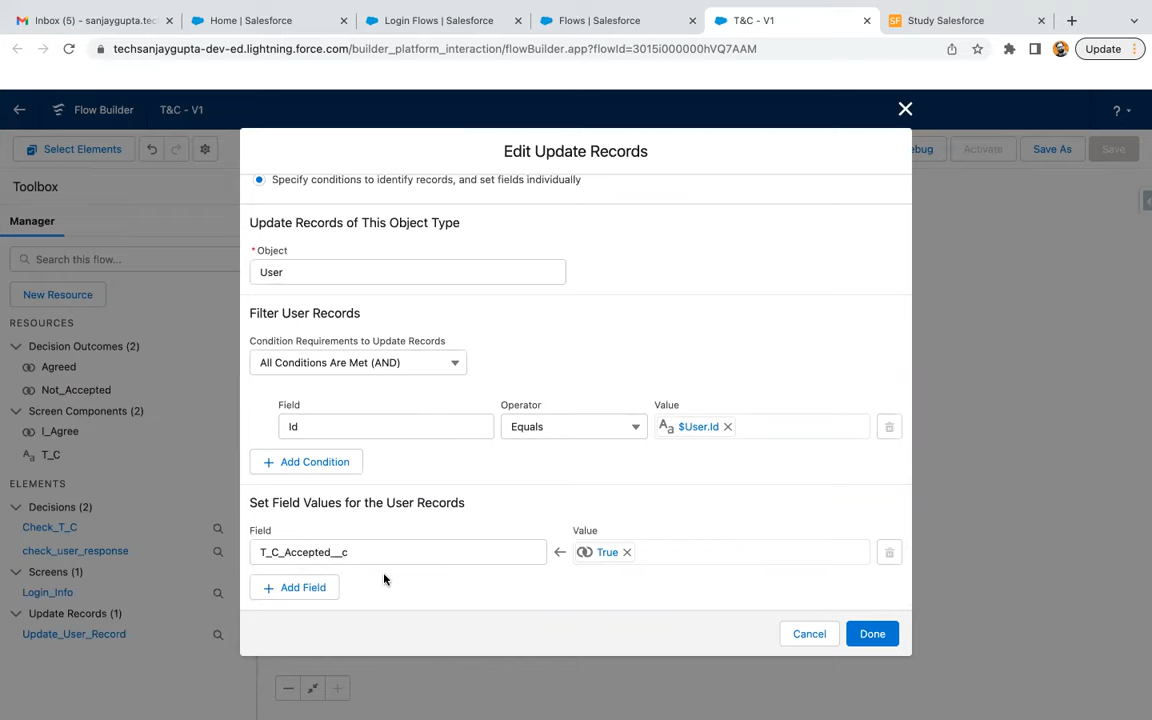 Inbox (5) - sanjaygupta.tec
Home | Salesforce
Login Flows | Salesforce
Flows | Salesforce
T&C - V1
SF Study Salesforce
techsanjaygupta-dev-ed.lightning.force.com/builder_platform_interaction/flowBuilder.app?flowId=3015i000000hVQ7AAM
Update
Flow Builder
T&C - V1
?
Select Elements
ebug
Activate
Save As
Save
Toolbox
Manager
Search this flow...
New Resource
RESOURCES
Decision Outcomes (2)
Agreed
Not_Accepted
Screen Components (2)
I_Agree
Aa T_C
ELEMENTS
Decisions (2)
Check_T_C
check_user_response
Screens (1)
Login_Info
Update Records (1)
Update_User_Record
Edit Update Records
Specify conditions to identify records, and set fields individually
Update Records of This Object Type
* Object
User
Filter User Records
Condition Requirements to Update Records
All Conditions Are Met (AND)
Field Operator Value
Id Equals Aa $User.Id
+ Add Condition
Set Field Values for the User Records
Field Value
T_C_Accepted__c True
+ Add Field
Cancel
Done